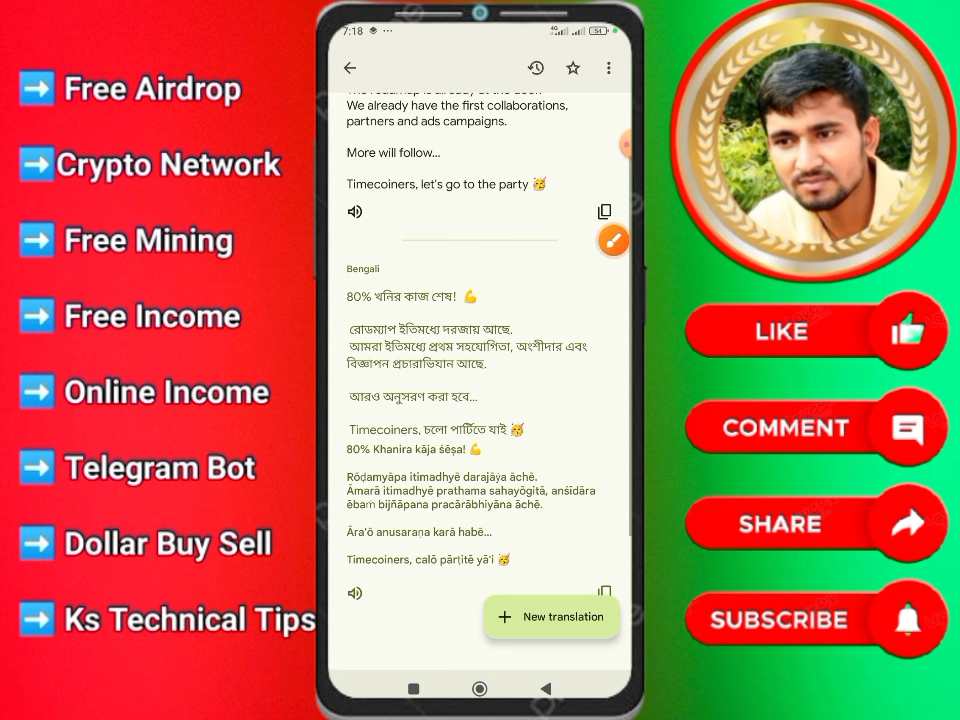 Free Airdrop
Crypto Network
Free Mining
Free Income
Online Income
Telegram Bot
Dollar Buy Sell
Ks Technical Tips
7:18
4G
54
We already have the first collaborations,
partners and ads campaigns.
More will follow...
Timecoiners, let's go to the party 🥳
Bengali
80% খনির কাজ শেষ! 💪
রোডম্যাপ ইতিমধ্যে দরজায় আছে.
আমরা ইতিমধ্যে প্রথম সহযোগিতা, অংশীদার এবং
বিজ্ঞাপন প্রচারাভিযান আছে.
আরও অনুসরণ করা হবে...
Timecoiners, চলো পার্টিতে যাই 🥳
80% Khanira kāja śēṣa! 💪
Rōḍamyāpa itimadhyē darajāẏa āchē.
Āmarā itimadhyē prathama sahayōgitā, anśīdāra
ēbaṁ bijñāpana pracārābhiyāna āchē.
Āra'ō anusaraṇa karā habē...
Timecoiners, calō pārṭitē yā'i 🥳
+ New translation
LIKE
COMMENT
SHARE
SUBSCRIBE